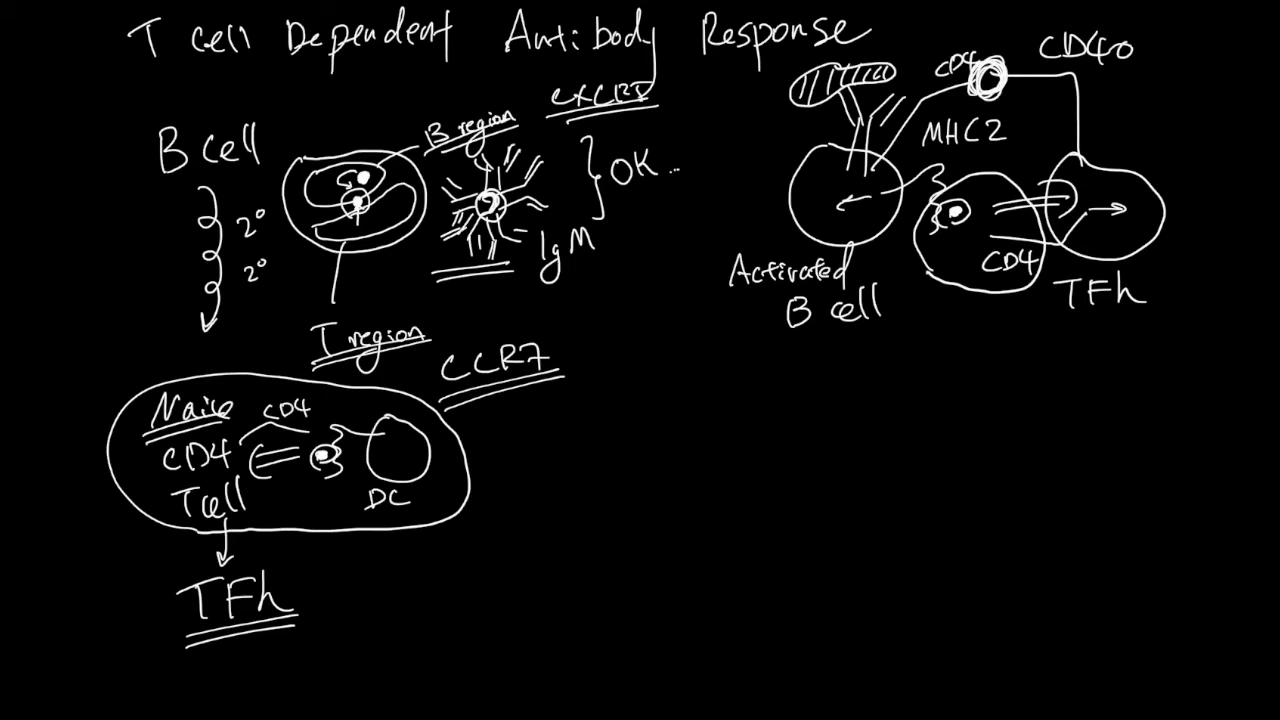 T cell Dependent Antibody Response
B cell
2°
2°
B region
IgM
OK...
T region
CCR7
Naive
CD4
T cell
CD4
DC
TFh
CD4
CD40
MHC2
CD4
Activated
B cell
TFh